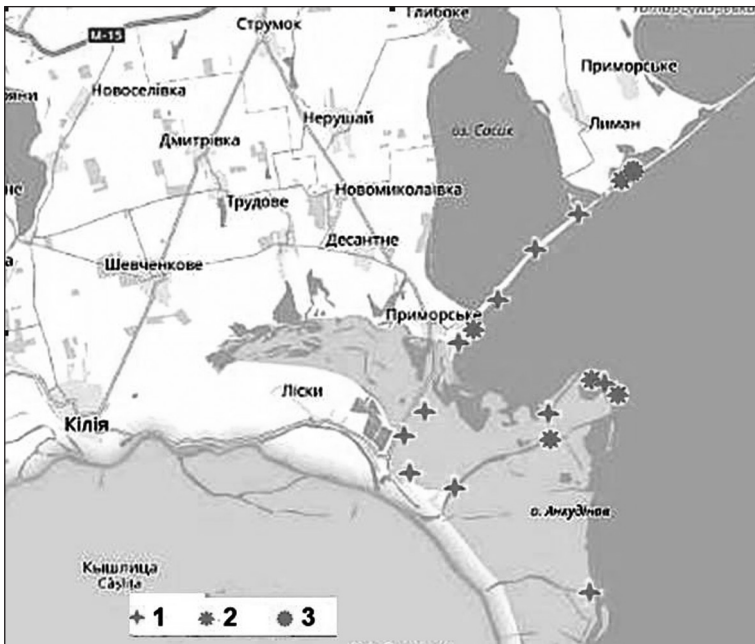 Глибоке
Струмок
М-15
Приморське
Новоселівка
Нерушай
Лиман
оз. Сасик
Дмитрівка
Новомиколаївка
Трудове
Десантне
Шевченкове
Приморське
Ліски
Кілія
о. Анкудінов
Кышлица
Câșlița
1 2 3